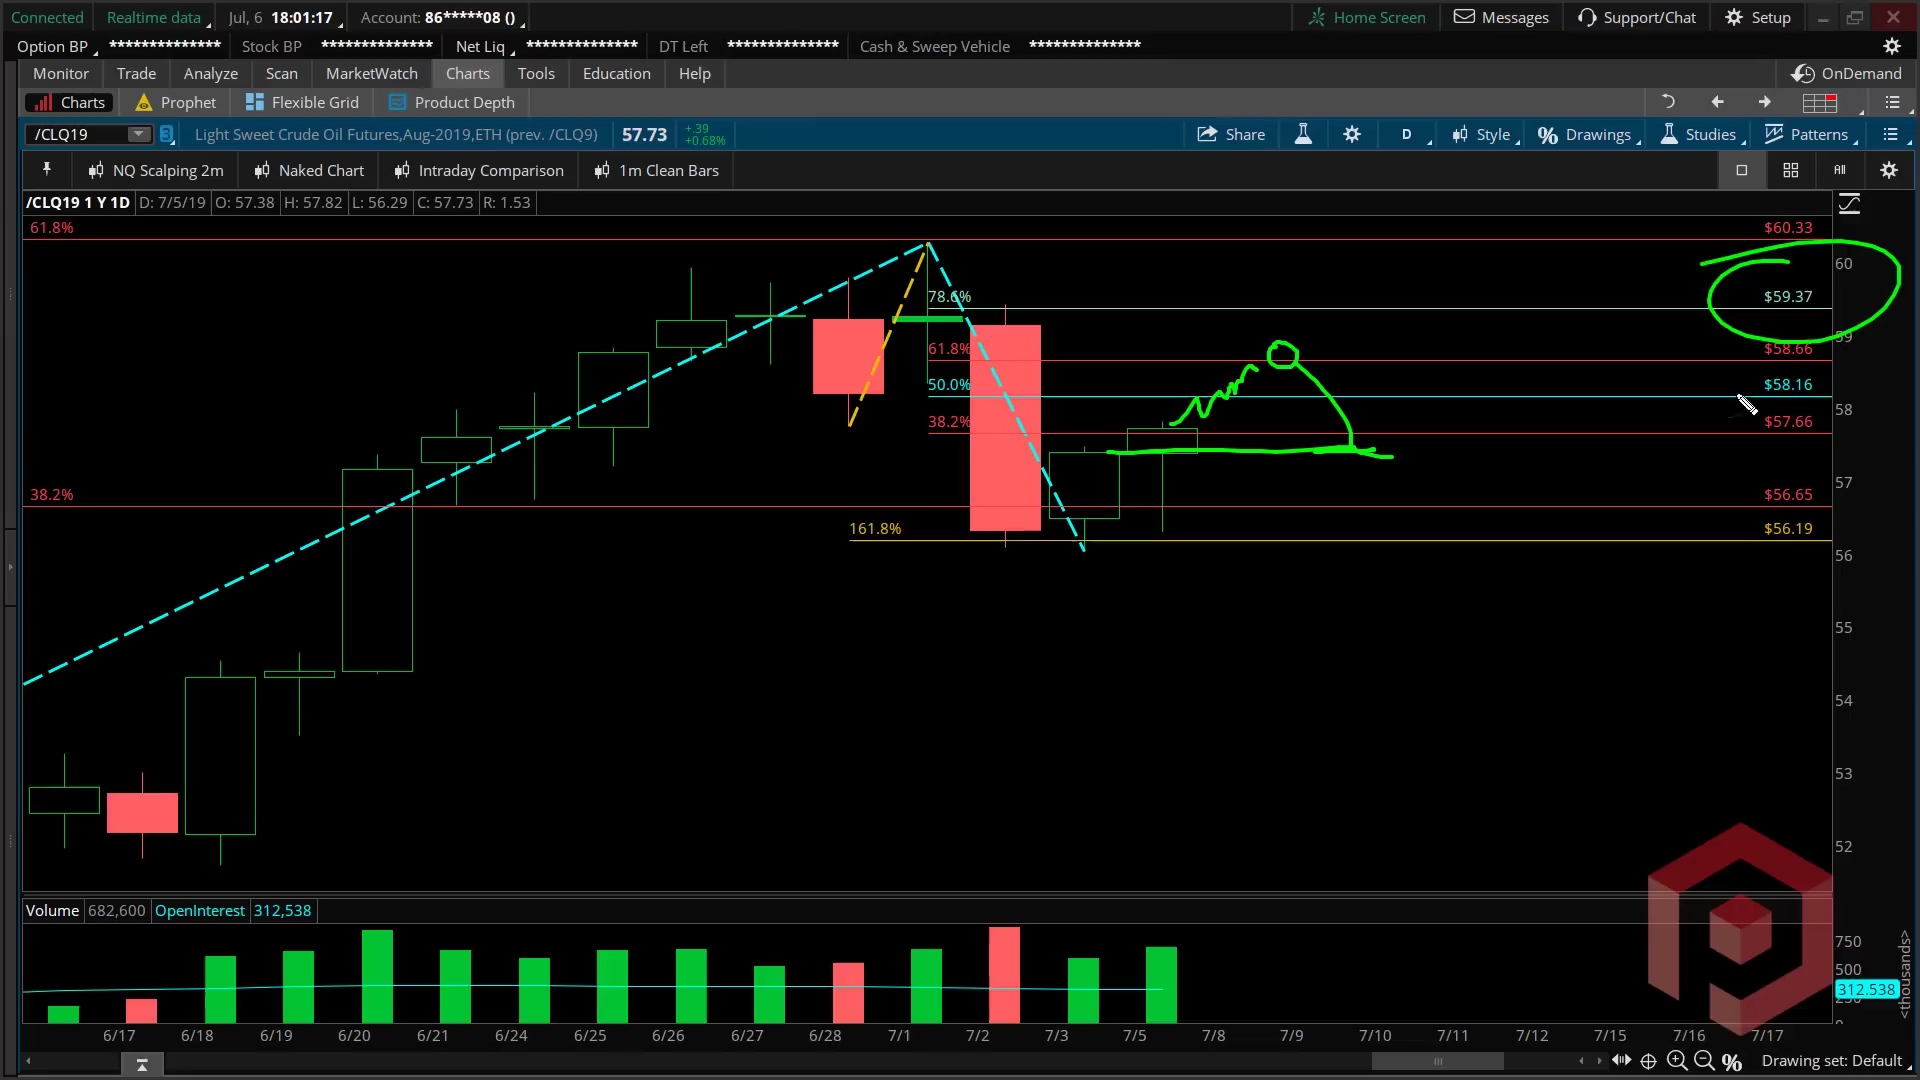 Connected Realtime data Jul, 6 18:01:17 Account: 86*****08 () Home Screen Messages Support/Chat Setup
Option BP ************** Stock BP ************** Net Liq ************** DT Left ************** Cash & Sweep Vehicle **************
Monitor Trade Analyze Scan MarketWatch Charts Tools Education Help OnDemand
Charts Prophet Flexible Grid Product Depth
/CLQ19 3 Light Sweet Crude Oil Futures,Aug-2019,ETH (prev. /CLQ9) 57.73 +.39 +0.68% Share D Style Drawings Studies Patterns
NQ Scalping 2m Naked Chart Intraday Comparison 1m Clean Bars All
/CLQ19 1 Y 1D D: 7/5/19 O: 57.38 H: 57.82 L: 56.29 C: 57.73 R: 1.53
61.8% $60.33
60
78.6% $59.37
59
61.8% $58.66
50.0% $58.16
58
38.2% $57.66
57
38.2% $56.65
161.8% $56.19
56
55
54
53
52
Volume 682,600 OpenInterest 312,538
750
500
312.538
<thousands>
6/17 6/18 6/19 6/20 6/21 6/24 6/25 6/26 6/27 6/28 7/1 7/2 7/3 7/5 7/8 7/9 7/10 7/11 7/12 7/15 7/16 7/17
Drawing set: Default